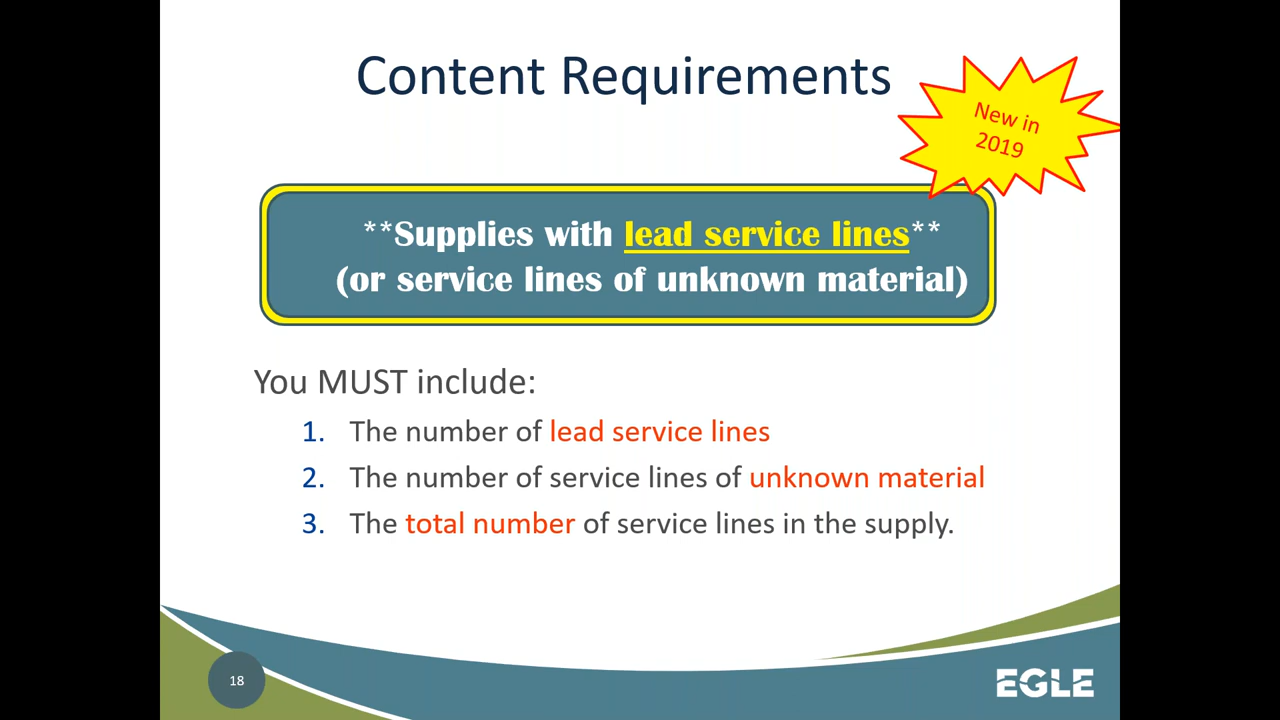 Content Requirements
New in
2019
**Supplies with lead service lines**
(or service lines of unknown material)
You MUST include:
1. The number of lead service lines
2. The number of service lines of unknown material
3. The total number of service lines in the supply.
18
EGLE